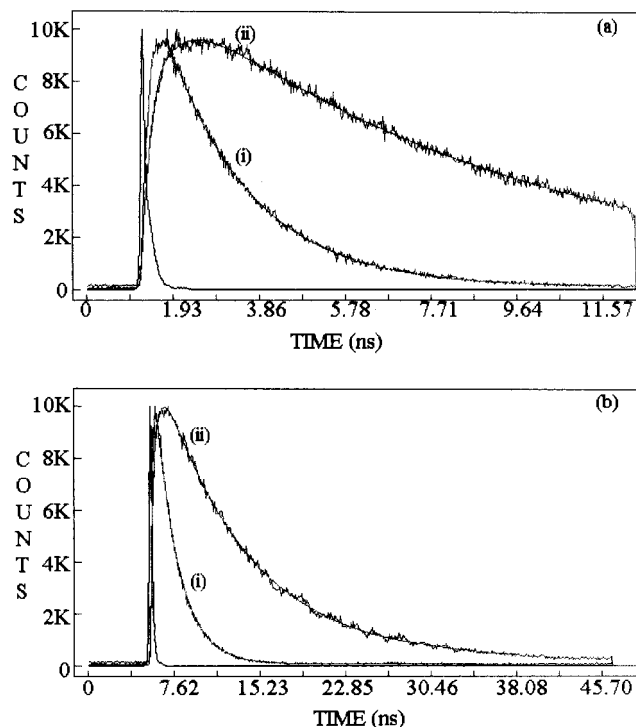 (a)
10K
8K
6K
4K
2K
0
COUNTS
(ii)
(i)
0 1.93 3.86 5.78 7.71 9.64 11.57
TIME (ns)
(b)
10K
8K
6K
4K
2K
0
COUNTS
(ii)
(i)
0 7.62 15.23 22.85 30.46 38.08 45.70
TIME (ns)